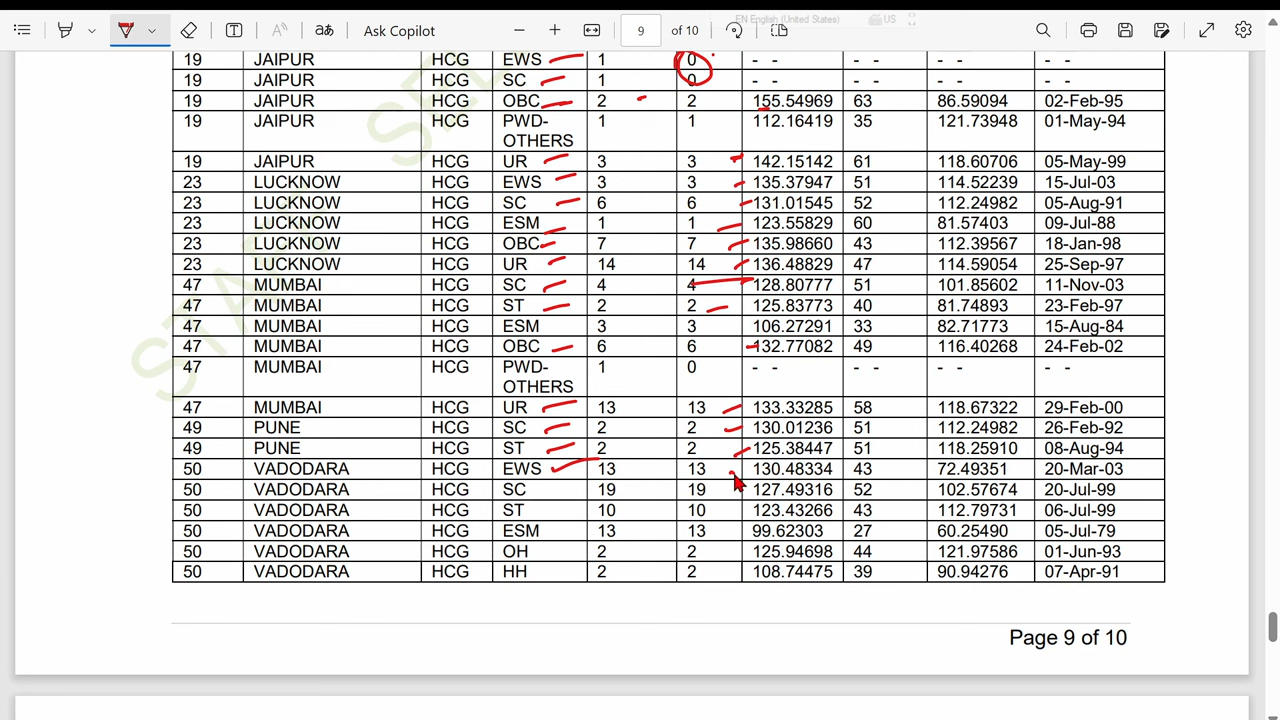 EN English (United States) US
Ask Copilot 9 of 10
19 JAIPUR HCG EWS 1 0 - - - - - - - -
19 JAIPUR HCG SC 1 0 - - - - - - - -
19 JAIPUR HCG OBC 2 2 155.54969 63 86.59094 02-Feb-95
19 JAIPUR HCG PWD- 1 1 112.16419 35 121.73948 01-May-94
OTHERS
19 JAIPUR HCG UR 3 3 142.15142 61 118.60706 05-May-99
23 LUCKNOW HCG EWS 3 3 135.37947 51 114.52239 15-Jul-03
23 LUCKNOW HCG SC 6 6 131.01545 52 112.24982 05-Aug-91
23 LUCKNOW HCG ESM 1 1 123.55829 60 81.57403 09-Jul-88
23 LUCKNOW HCG OBC 7 7 135.98660 43 112.39567 18-Jan-98
23 LUCKNOW HCG UR 14 14 136.48829 47 114.59054 25-Sep-97
47 MUMBAI HCG SC 4 4 128.80777 51 101.85602 11-Nov-03
47 MUMBAI HCG ST 2 2 125.83773 40 81.74893 23-Feb-97
47 MUMBAI HCG ESM 3 3 106.27291 33 82.71773 15-Aug-84
47 MUMBAI HCG OBC 6 6 132.77082 49 116.40268 24-Feb-02
47 MUMBAI HCG PWD- 1 0 - - - - - - - -
OTHERS
47 MUMBAI HCG UR 13 13 133.33285 58 118.67322 29-Feb-00
49 PUNE HCG SC 2 2 130.01236 51 112.24982 26-Feb-92
49 PUNE HCG ST 2 2 125.38447 51 118.25910 08-Aug-94
50 VADODARA HCG EWS 13 13 130.48334 43 72.49351 20-Mar-03
50 VADODARA HCG SC 19 19 127.49316 52 102.57674 20-Jul-99
50 VADODARA HCG ST 10 10 123.43266 43 112.79731 06-Jul-99
50 VADODARA HCG ESM 13 13 99.62303 27 60.25490 05-Jul-79
50 VADODARA HCG OH 2 2 125.94698 44 121.97586 01-Jun-93
50 VADODARA HCG HH 2 2 108.74475 39 90.94276 07-Apr-91
Page 9 of 10